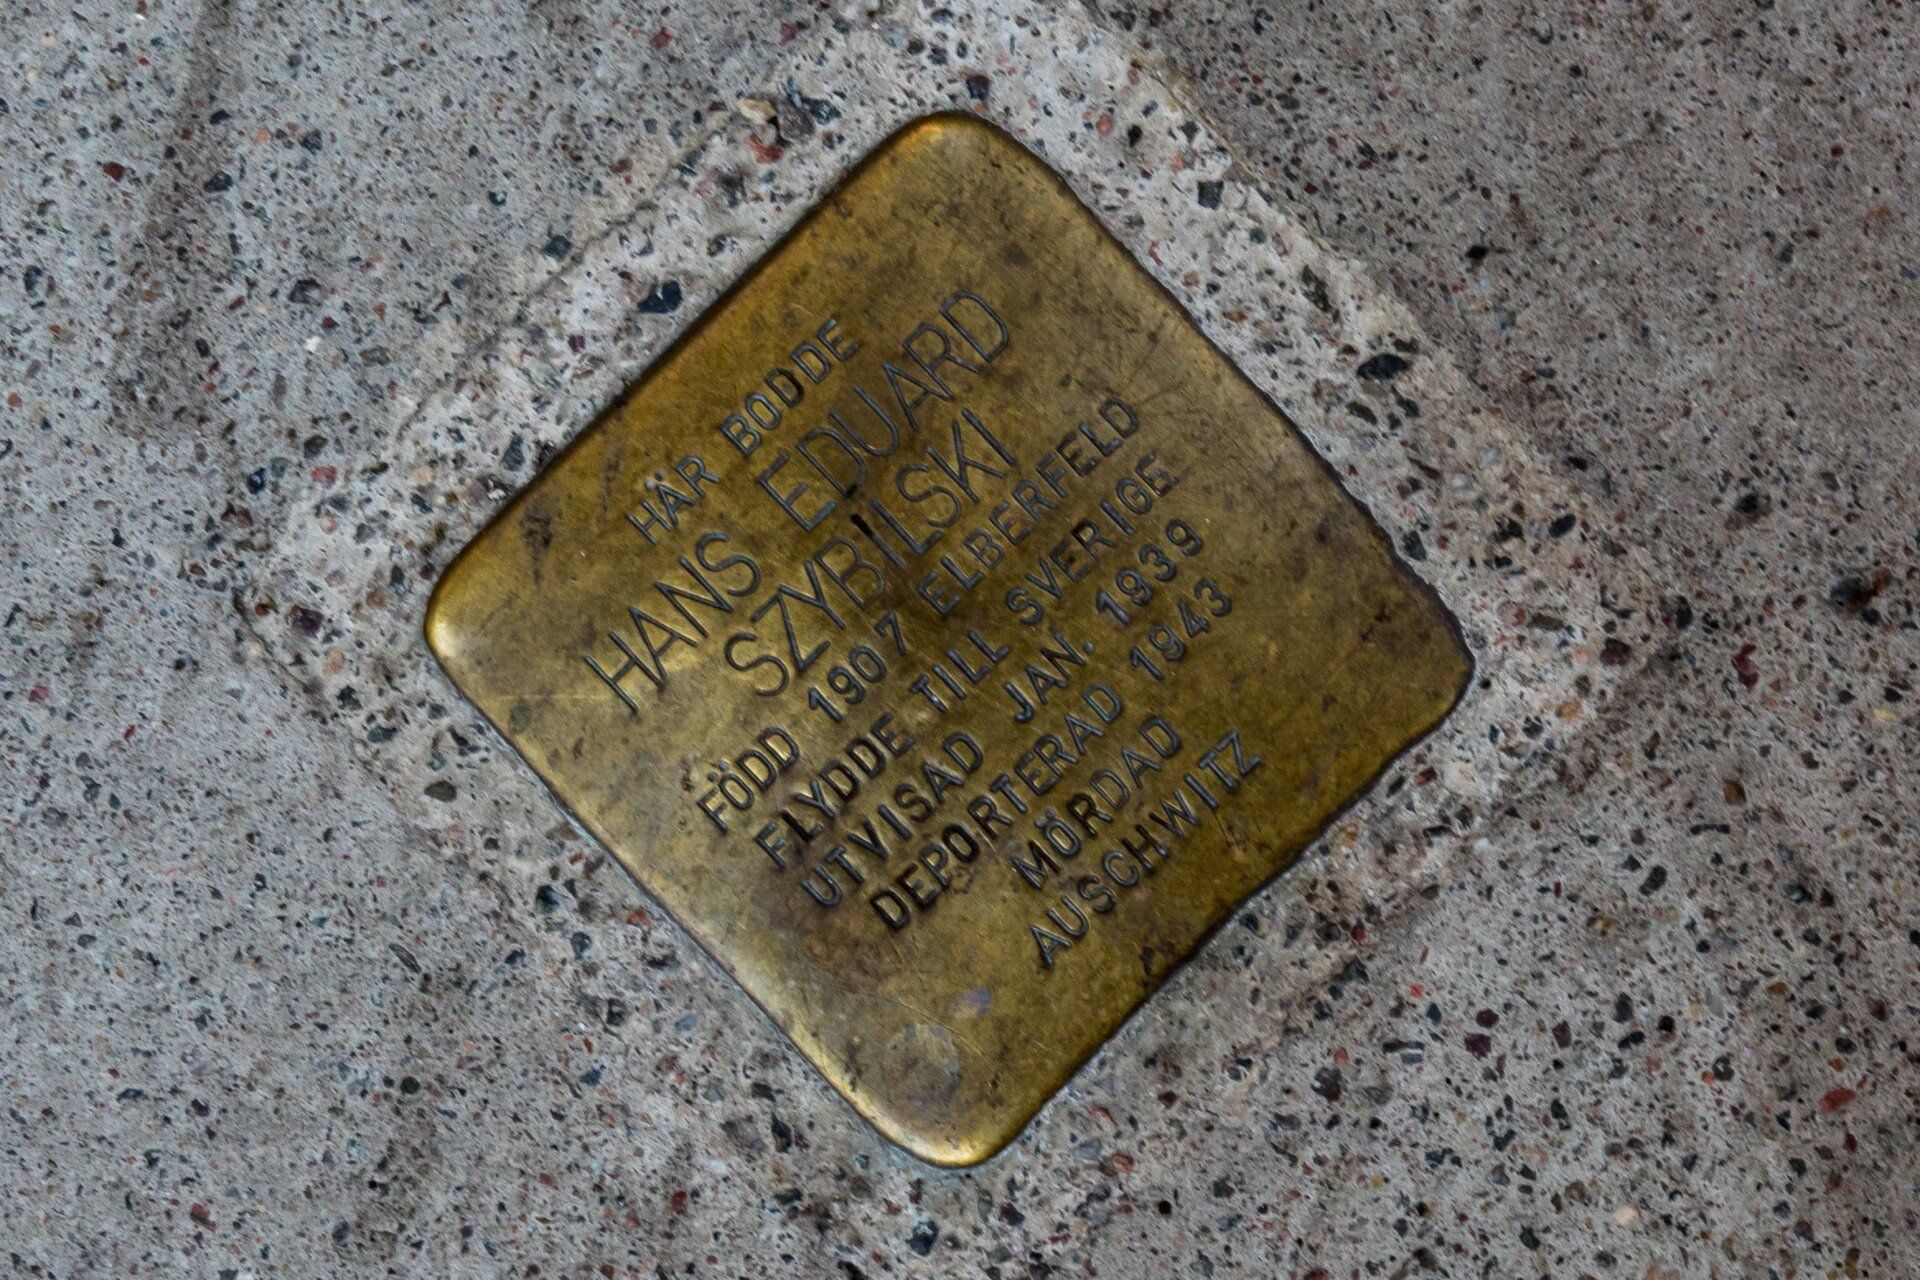 HÄR BODDE
HANS EDUARD
SZYBILSKI
FÖDD 1907 ELBERFELD
FLYDDE TILL SVERIGE
UTVISAD JAN. 1939
DEPORTERAD 1943
MÖRDAD
AUSCHWITZ